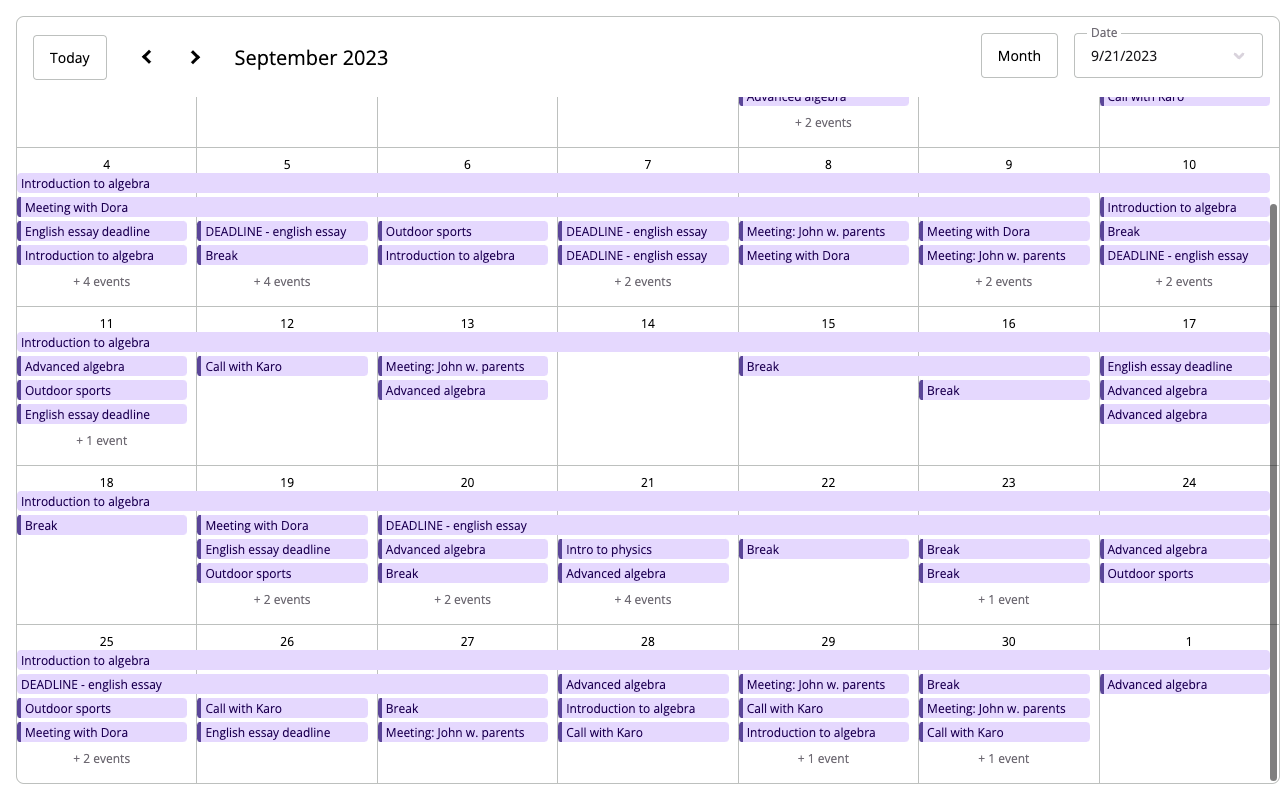 Today
September 2023
Month
Date
9/21/2023
Advanced algebra
Call with Karo
+ 2 events
4 5 6 7 8 9 10
Introduction to algebra
Meeting with Dora
Introduction to algebra
English essay deadline
DEADLINE - english essay
Outdoor sports
DEADLINE - english essay
Meeting: John w. parents
Meeting with Dora
Break
Introduction to algebra
Break
Introduction to algebra
DEADLINE - english essay
Meeting with Dora
Meeting: John w. parents
DEADLINE - english essay
+ 4 events
+ 4 events
+ 2 events
+ 2 events
+ 2 events
11 12 13 14 15 16 17
Introduction to algebra
Advanced algebra
Call with Karo
Meeting: John w. parents
Break
English essay deadline
Outdoor sports
Advanced algebra
Break
Advanced algebra
English essay deadline
Advanced algebra
+ 1 event
18 19 20 21 22 23 24
Introduction to algebra
Break
Meeting with Dora
DEADLINE - english essay
English essay deadline
Advanced algebra
Intro to physics
Break
Break
Advanced algebra
Outdoor sports
Break
Advanced algebra
Break
Outdoor sports
+ 2 events
+ 2 events
+ 4 events
+ 1 event
25 26 27 28 29 30 1
Introduction to algebra
DEADLINE - english essay
Advanced algebra
Meeting: John w. parents
Break
Advanced algebra
Outdoor sports
Call with Karo
Break
Introduction to algebra
Call with Karo
Meeting: John w. parents
Meeting with Dora
English essay deadline
Meeting: John w. parents
Call with Karo
Introduction to algebra
Call with Karo
+ 2 events
+ 1 event
+ 1 event